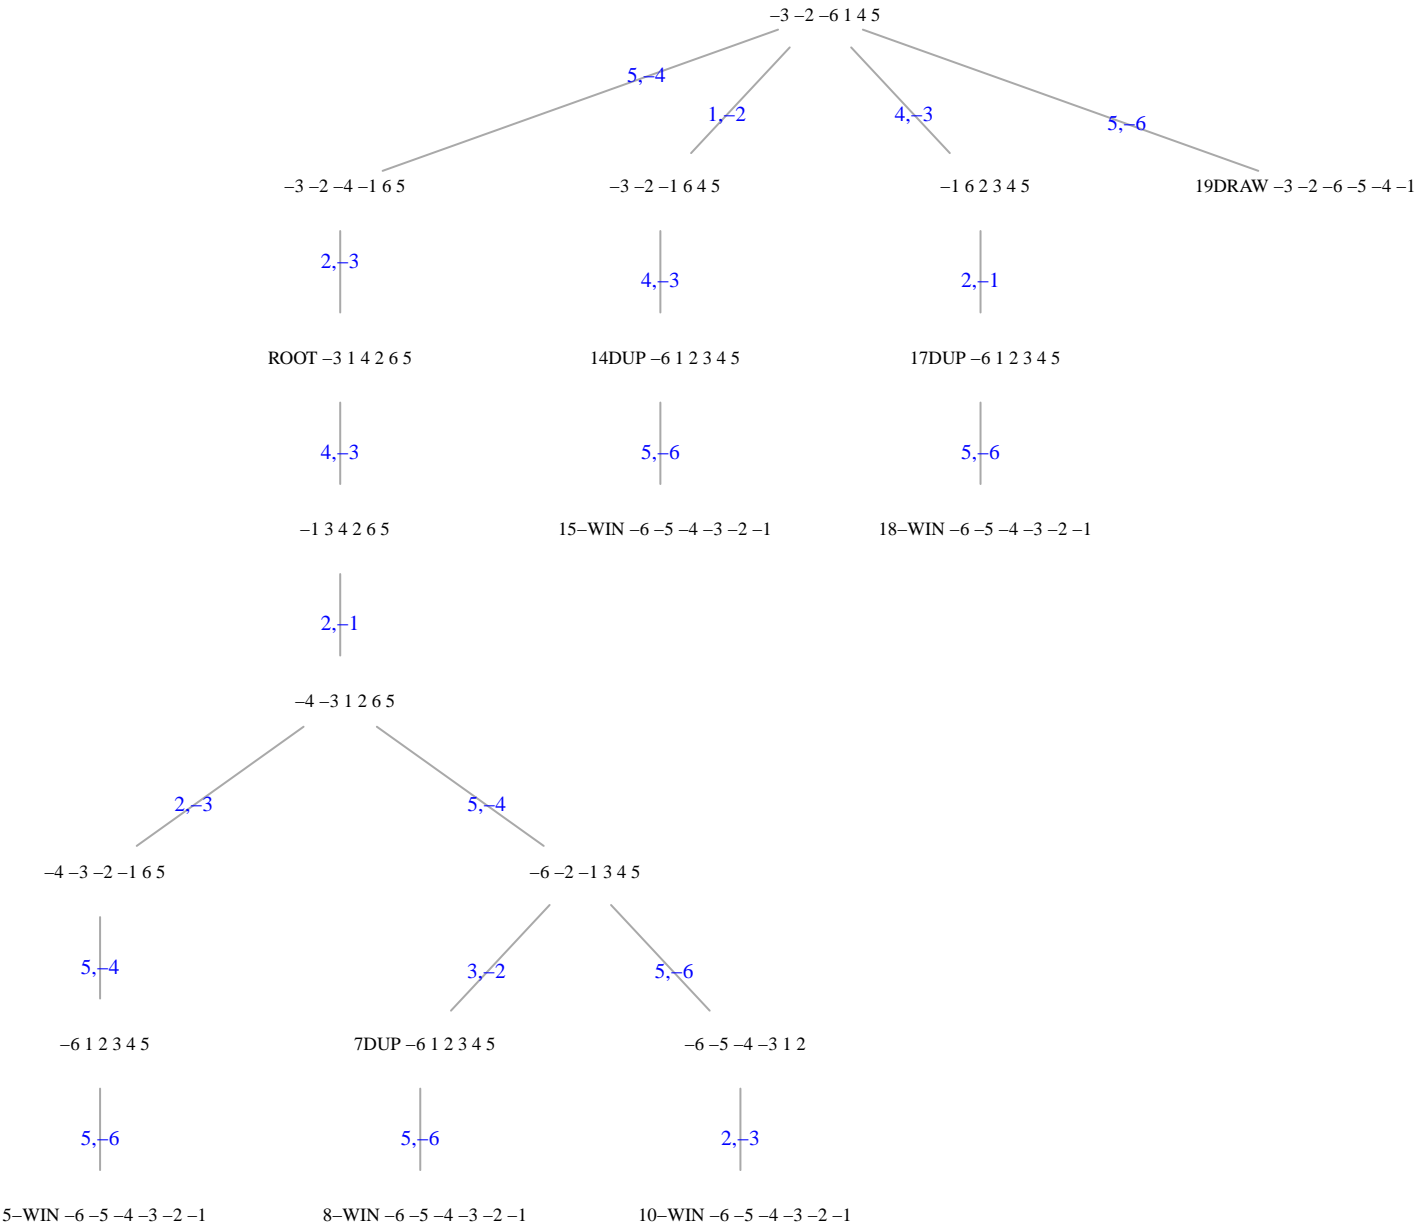 –3 –2 –6 1 4 5
5,–4
1,–2
4,–3
5,–6
–3 –2 –4 –1 6 5
–3 –2 –1 6 4 5
–1 6 2 3 4 5
19DRAW –3 –2 –6 –5 –4 –1
2,–3
4,–3
2,–1
ROOT –3 1 4 2 6 5
14DUP –6 1 2 3 4 5
17DUP –6 1 2 3 4 5
4,–3
5,–6
5,–6
–1 3 4 2 6 5
15–WIN –6 –5 –4 –3 –2 –1
18–WIN –6 –5 –4 –3 –2 –1
2,–1
–4 –3 1 2 6 5
2,–3
5,–4
–4 –3 –2 –1 6 5
–6 –2 –1 3 4 5
5,–4
3,–2
5,–6
–6 1 2 3 4 5
7DUP –6 1 2 3 4 5
–6 –5 –4 –3 1 2
5,–6
5,–6
2,–3
5–WIN –6 –5 –4 –3 –2 –1
8–WIN –6 –5 –4 –3 –2 –1
10–WIN –6 –5 –4 –3 –2 –1